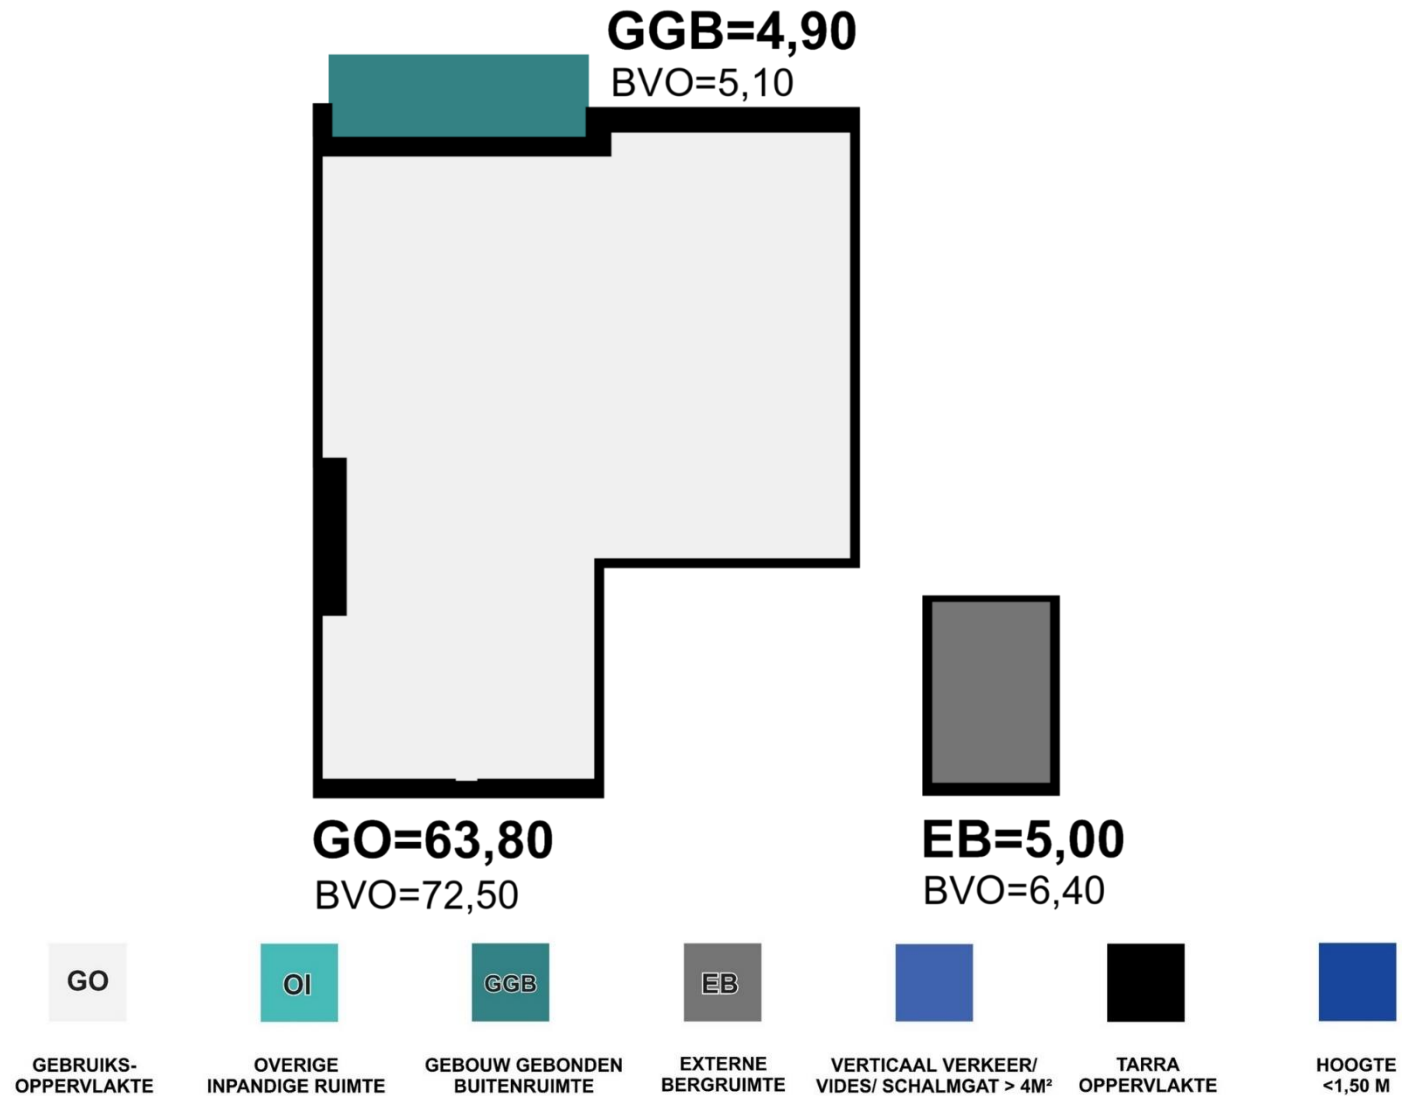 GGB=4,90
BVO=5,10
GO=63,80
BVO=72,50
EB=5,00
BVO=6,40
GO
OI
GGB
EB
GEBRUIKS-
OPPERVLAKTE
OVERIGE
INPANDIGE RUIMTE
GEBOUW GEBONDEN
BUITENRUIMTE
EXTERNE
BERGRUIMTE
VERTICAAL VERKEER/
VIDES/ SCHALMGAT > 4M²
TARRA
OPPERVLAKTE
HOOGTE
<1,50 M